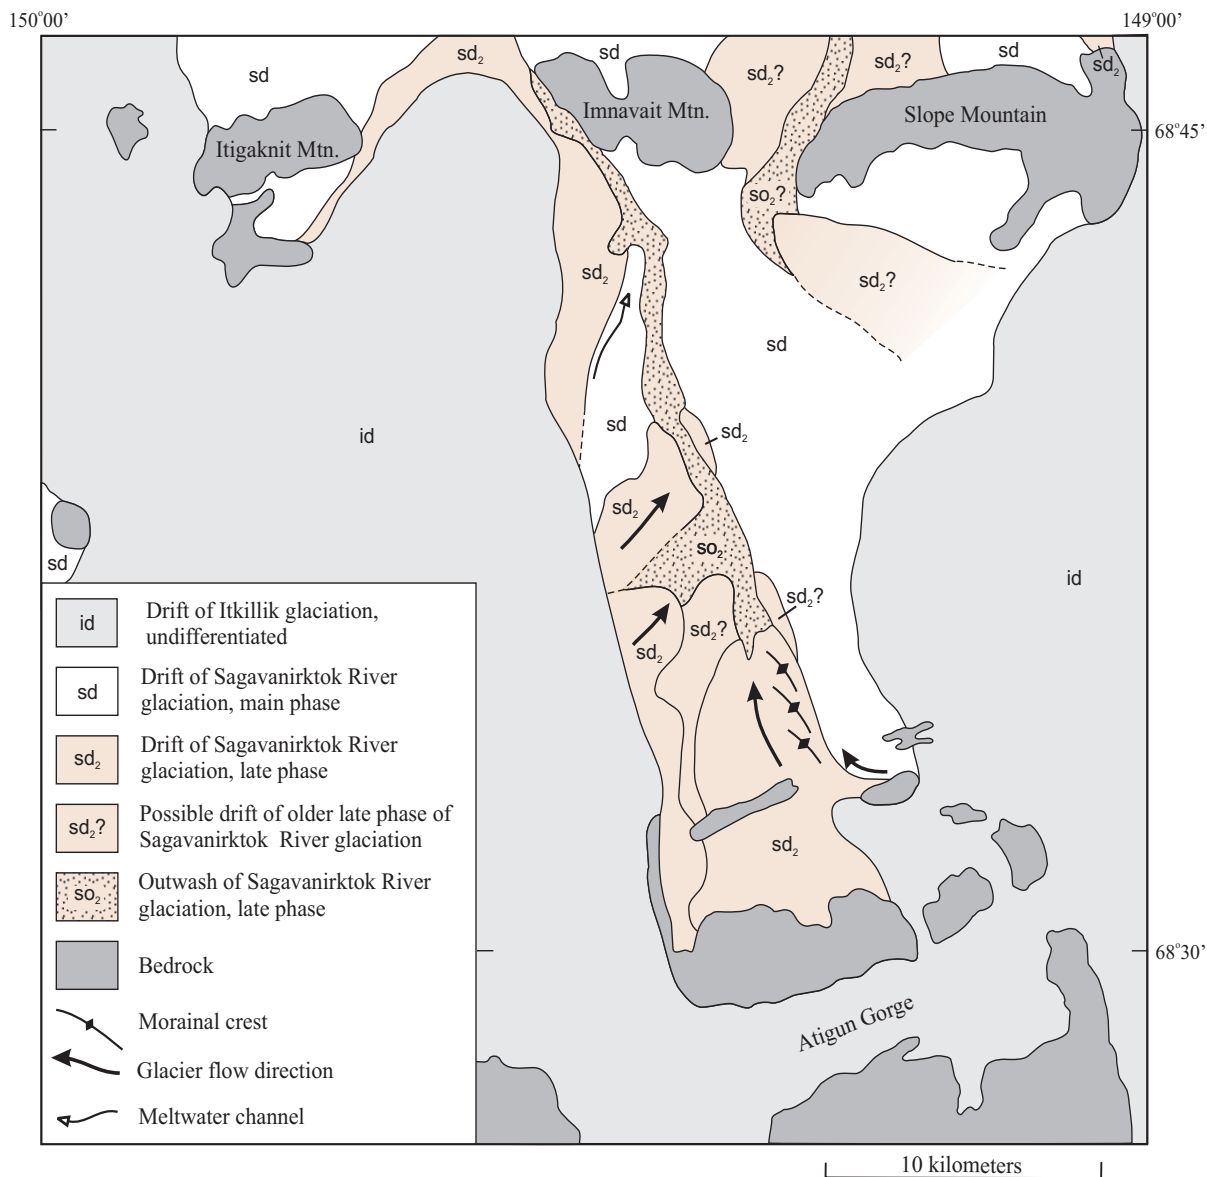 150°00’
149°00’
sd₂
sd
sd
sd₂?
sd₂?
sd
sd₂
Imnavait Mtn.
Slope Mountain
68°45’
Itigaknit Mtn.
so₂?
sd₂
sd₂?
sd
sd
sd₂
id
sd₂
so₂
sd
id
sd₂?
sd₂?
sd₂
sd₂
68°30’
Atigun Gorge
id
Drift of Itkillik glaciation,
undifferentiated
sd
Drift of Sagavanirktok River
glaciation, main phase
sd₂
Drift of Sagavanirktok River
glaciation, late phase
sd₂?
Possible drift of older late phase of
Sagavanirktok River glaciation
so₂
Outwash of Sagavanirktok River
glaciation, late phase
Bedrock
Morainal crest
Glacier flow direction
Meltwater channel
10 kilometers